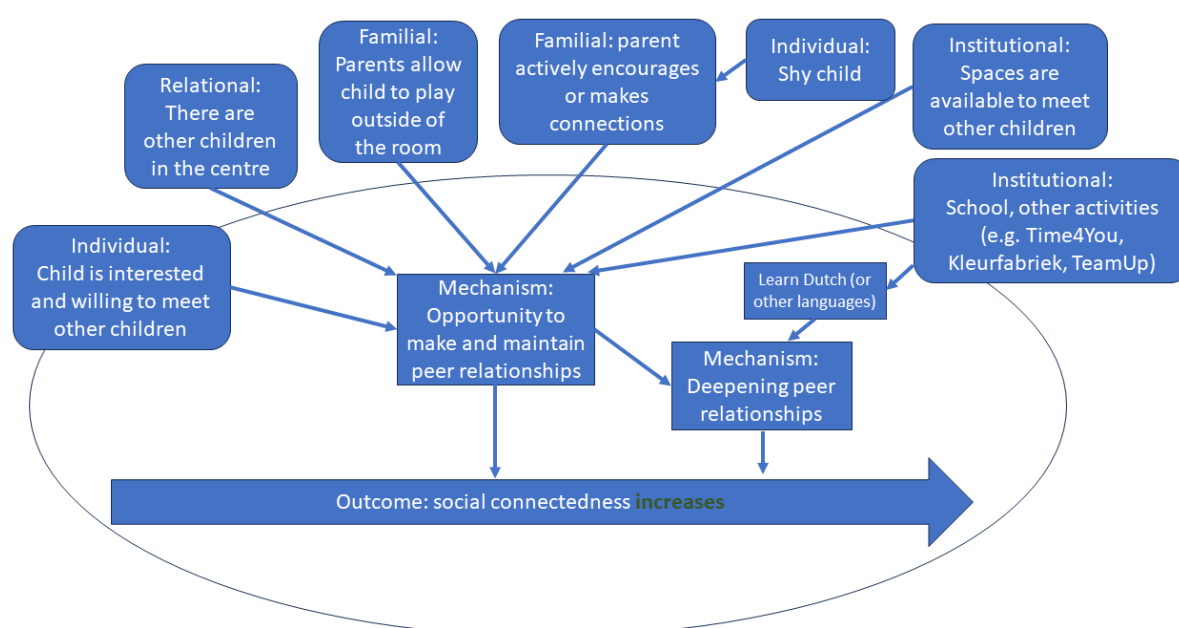 Familial:
Parents allow
child to play
outside of
the room
Familial: parent
actively encourages
or makes
connections
Individual:
Shy child
Institutional:
Spaces are
available to meet
other children
Relational:
There are
other children
in the centre
Institutional:
School, other activities
(e.g. Time4You,
Kleurfabriek, TeamUp)
Individual:
Child is interested
and willing to meet
other children
Mechanism:
Opportunity to
make and maintain
peer relationships
Learn Dutch (or
other languages)
Mechanism:
Deepening peer
relationships
Outcome: social connectedness increases